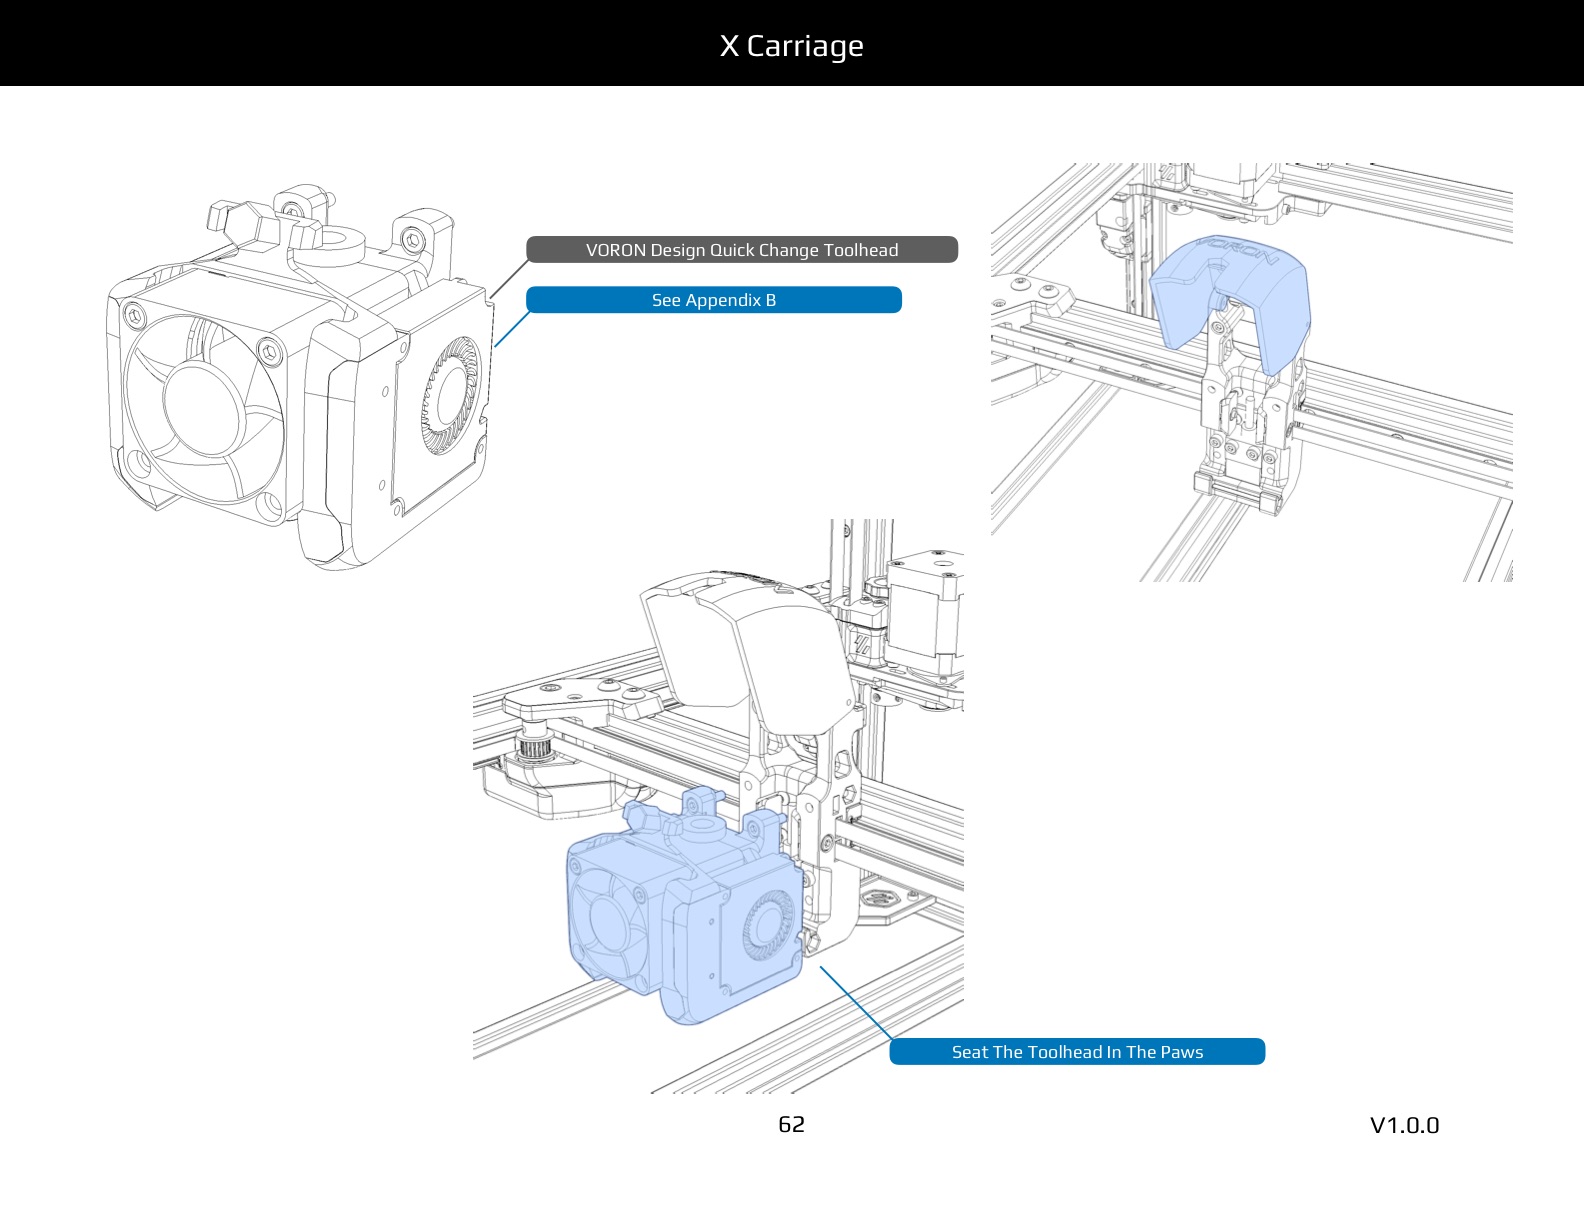 X Carriage
VORON Design Quick Change Toolhead
See Appendix B
VORON
Seat The Toolhead In The Paws
62
V1.0.0